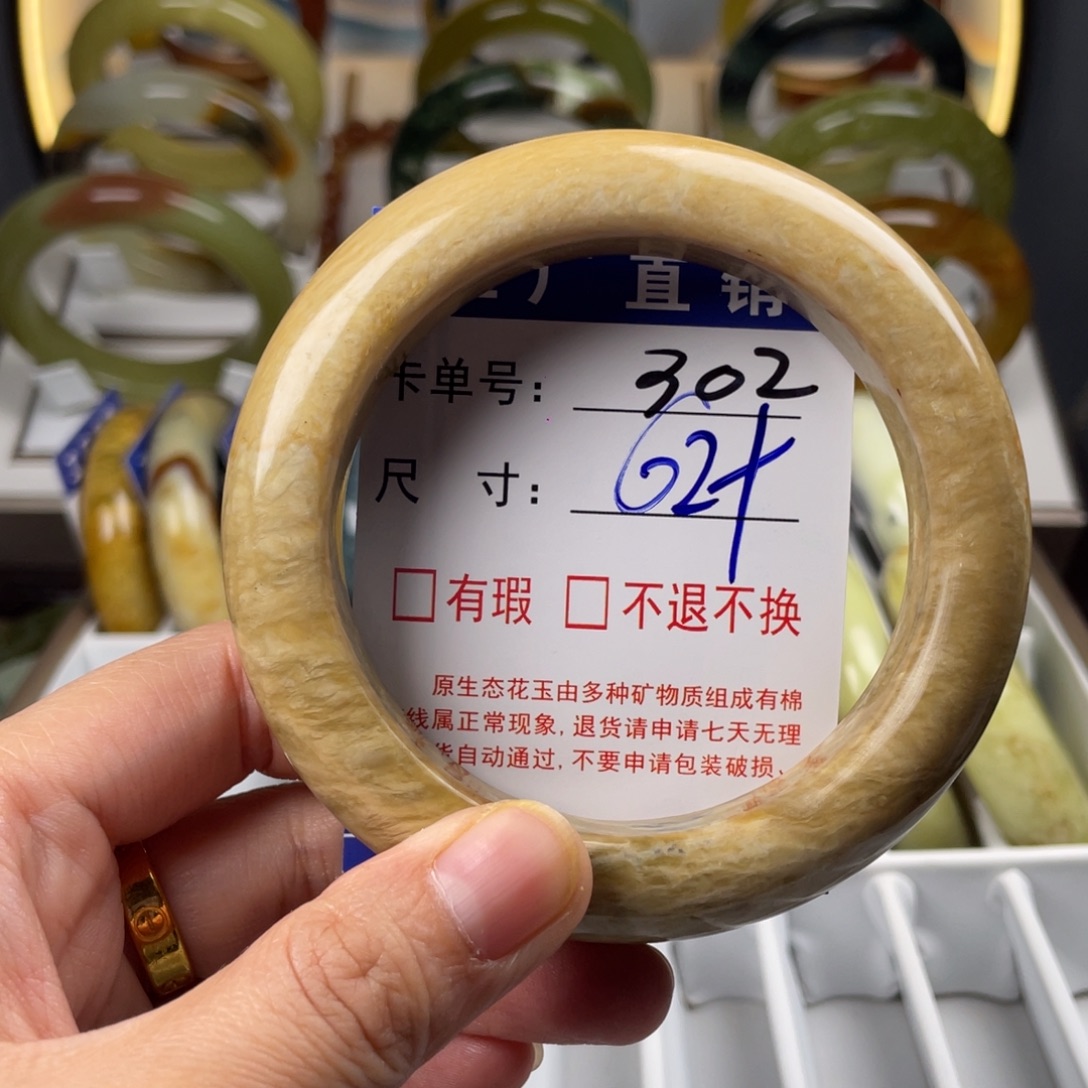 厂直销
卡单号: 302
尺 寸: 62+
□有瑕 □不退不换
原生态花玉由多种矿物质组成有棉
线属正常现象,退货请申请七天无理
货自动通过,不要申请包装破损、